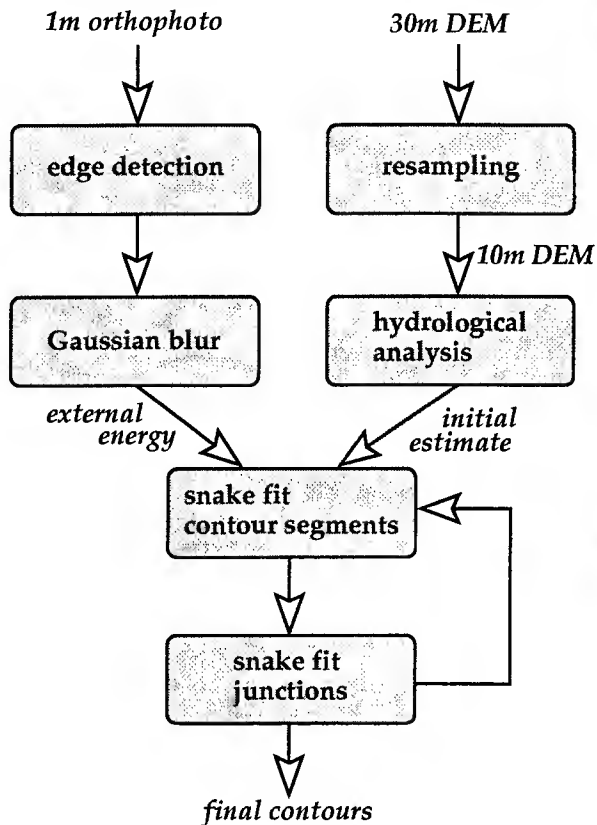 1m orthophoto
30m DEM
edge detection
resampling
10m DEM
Gaussian blur
hydrological
analysis
external
energy
initial
estimate
snake fit
contour segments
snake fit
junctions
final contours